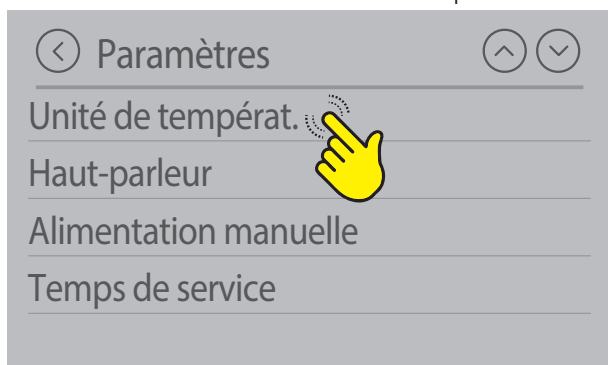 Paramètres
Unité de températ.
Haut-parleur
Alimentation manuelle
Temps de service